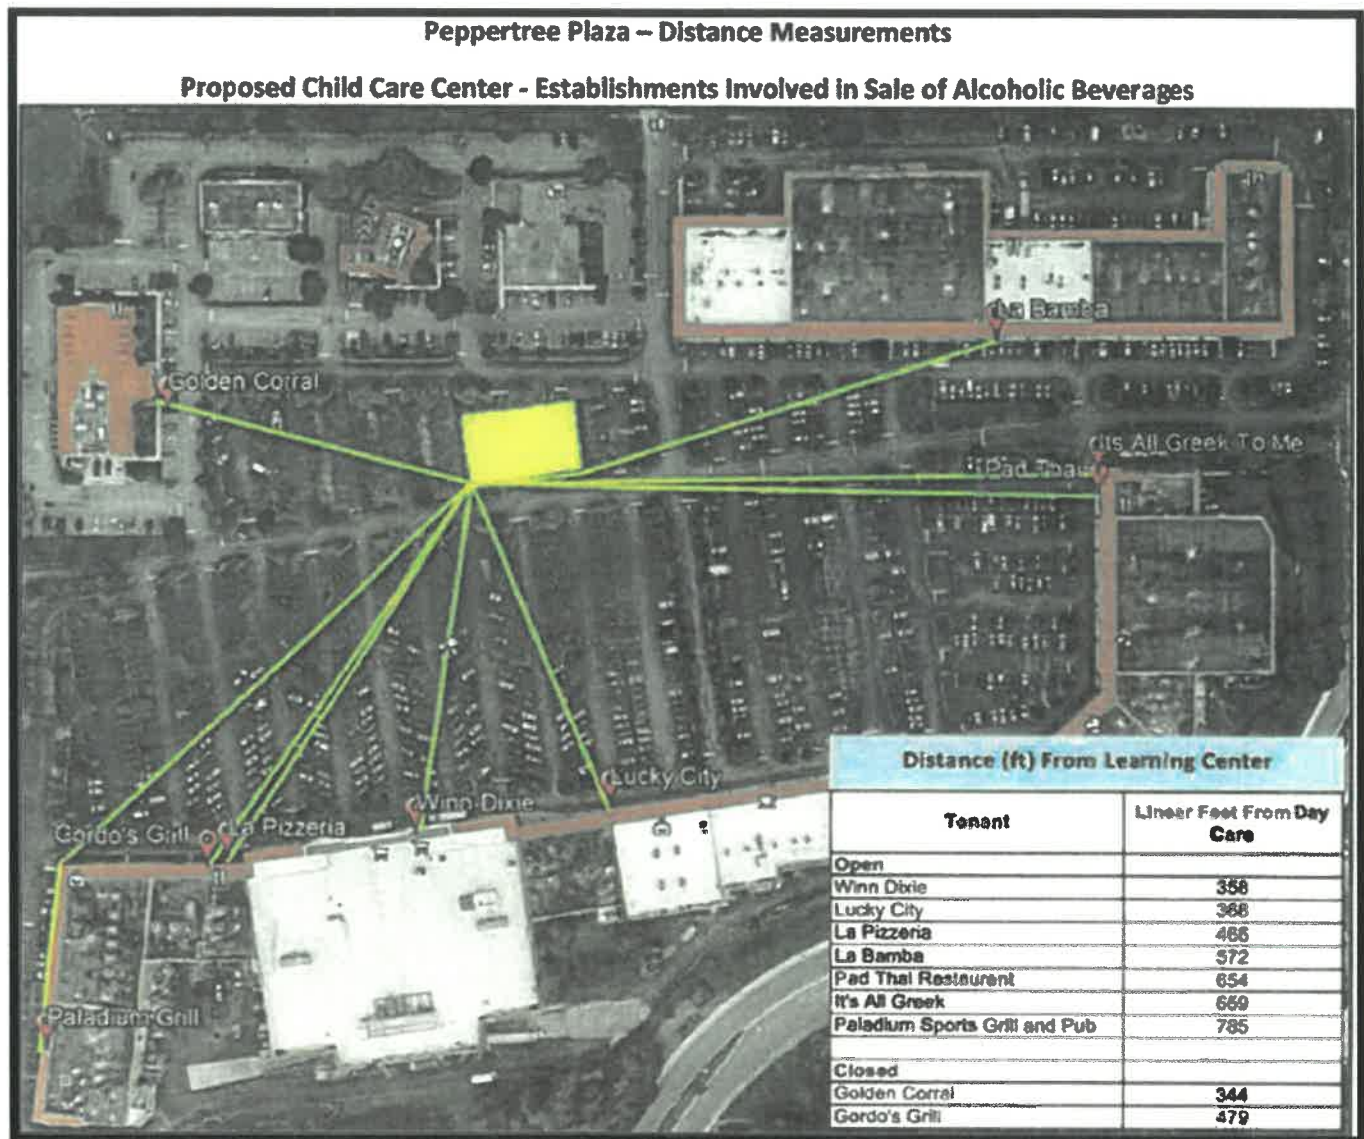 Peppertree Plaza – Distance Measurements
Proposed Child Care Center - Establishments Involved in Sale of Alcoholic Beverages
La Bamba
Golden Corral
Its All Greek To Me
Pad Thai
Lucky City
Winn-Dixie
Gordo's Grill
La Pizzeria
Paladium Grill
Distance (ft) From Learning Center
Tenant Linear Feet From Day
Care
Open
Winn Dixie 358
Lucky City 368
La Pizzeria 466
La Bamba 572
Pad Thai Restaurent 654
It's All Greek 669
Paladium Sports Grill and Pub 785
Closed
Golden Corral 344
Gordo's Grill 479